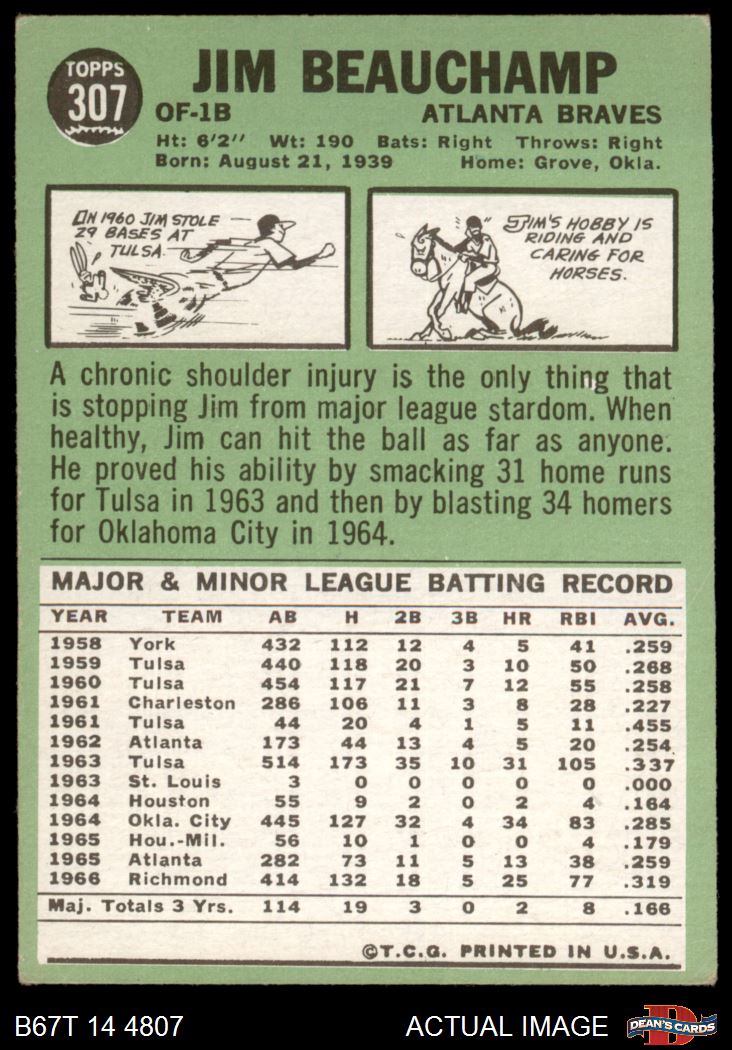 TOPPS
307
JIM BEAUCHAMP
OF-1B ATLANTA BRAVES
Ht: 6'2" Wt: 190 Bats: Right Throws: Right
Born: August 21, 1939 Home: Grove, Okla.
IN 1960 JIM STOLE
29 BASES AT
TULSA.
JIM'S HOBBY IS
RIDING AND
CARING FOR
HORSES.
A chronic shoulder injury is the only thing that
is stopping Jim from major league stardom. When
healthy, Jim can hit the ball as far as anyone.
He proved his ability by smacking 31 home runs
for Tulsa in 1963 and then by blasting 34 homers
for Oklahoma City in 1964.
MAJOR & MINOR LEAGUE BATTING RECORD
YEAR TEAM AB H 2B 3B HR RBI AVG.
1958 York 432 112 12 4 5 41 .259
1959 Tulsa 440 118 20 3 10 50 .268
1960 Tulsa 454 117 21 7 12 55 .258
1961 Charleston 286 106 11 3 8 28 .227
1961 Tulsa 44 20 4 1 5 11 .455
1962 Atlanta 173 44 13 4 5 20 .254
1963 Tulsa 514 173 35 10 31 105 .337
1963 St. Louis 3 0 0 0 0 0 .000
1964 Houston 55 9 2 0 2 4 .164
1964 Okla. City 445 127 32 4 34 83 .285
1965 Hou.-Mil. 56 10 1 0 0 4 .179
1965 Atlanta 282 73 11 5 13 38 .259
1966 Richmond 414 132 18 5 25 77 .319
Maj. Totals 3 Yrs. 114 19 3 0 2 8 .166
©T.C.G. PRINTED IN U.S.A.
B67T 14 4807 ACTUAL IMAGE DEAN'S CARDS